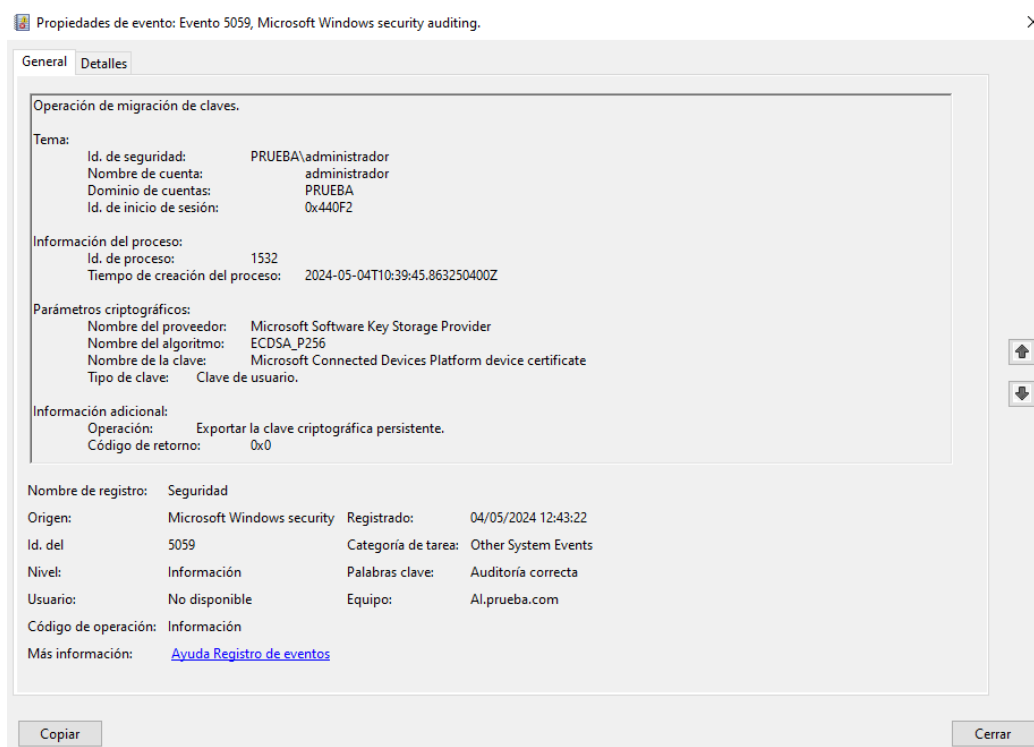 Propiedades de evento: Evento 5059, Microsoft Windows security auditing.
General Detalles
Operación de migración de claves.
Tema:
Id. de seguridad: PRUEBA\administrador
Nombre de cuenta: administrador
Dominio de cuentas: PRUEBA
Id. de inicio de sesión: 0x440F2
Información del proceso:
Id. de proceso: 1532
Tiempo de creación del proceso: 2024-05-04T10:39:45.863250400Z
Parámetros criptográficos:
Nombre del proveedor: Microsoft Software Key Storage Provider
Nombre del algoritmo: ECDSA_P256
Nombre de la clave: Microsoft Connected Devices Platform device certificate
Tipo de clave: Clave de usuario.
Información adicional:
Operación: Exportar la clave criptográfica persistente.
Código de retorno: 0x0
Nombre de registro: Seguridad
Origen: Microsoft Windows security Registrado: 04/05/2024 12:43:22
Id. del 5059 Categoría de tarea: Other System Events
Nivel: Información Palabras clave: Auditoría correcta
Usuario: No disponible Equipo: Al.prueba.com
Código de operación: Información
Más información: Ayuda Registro de eventos
Copiar Cerrar